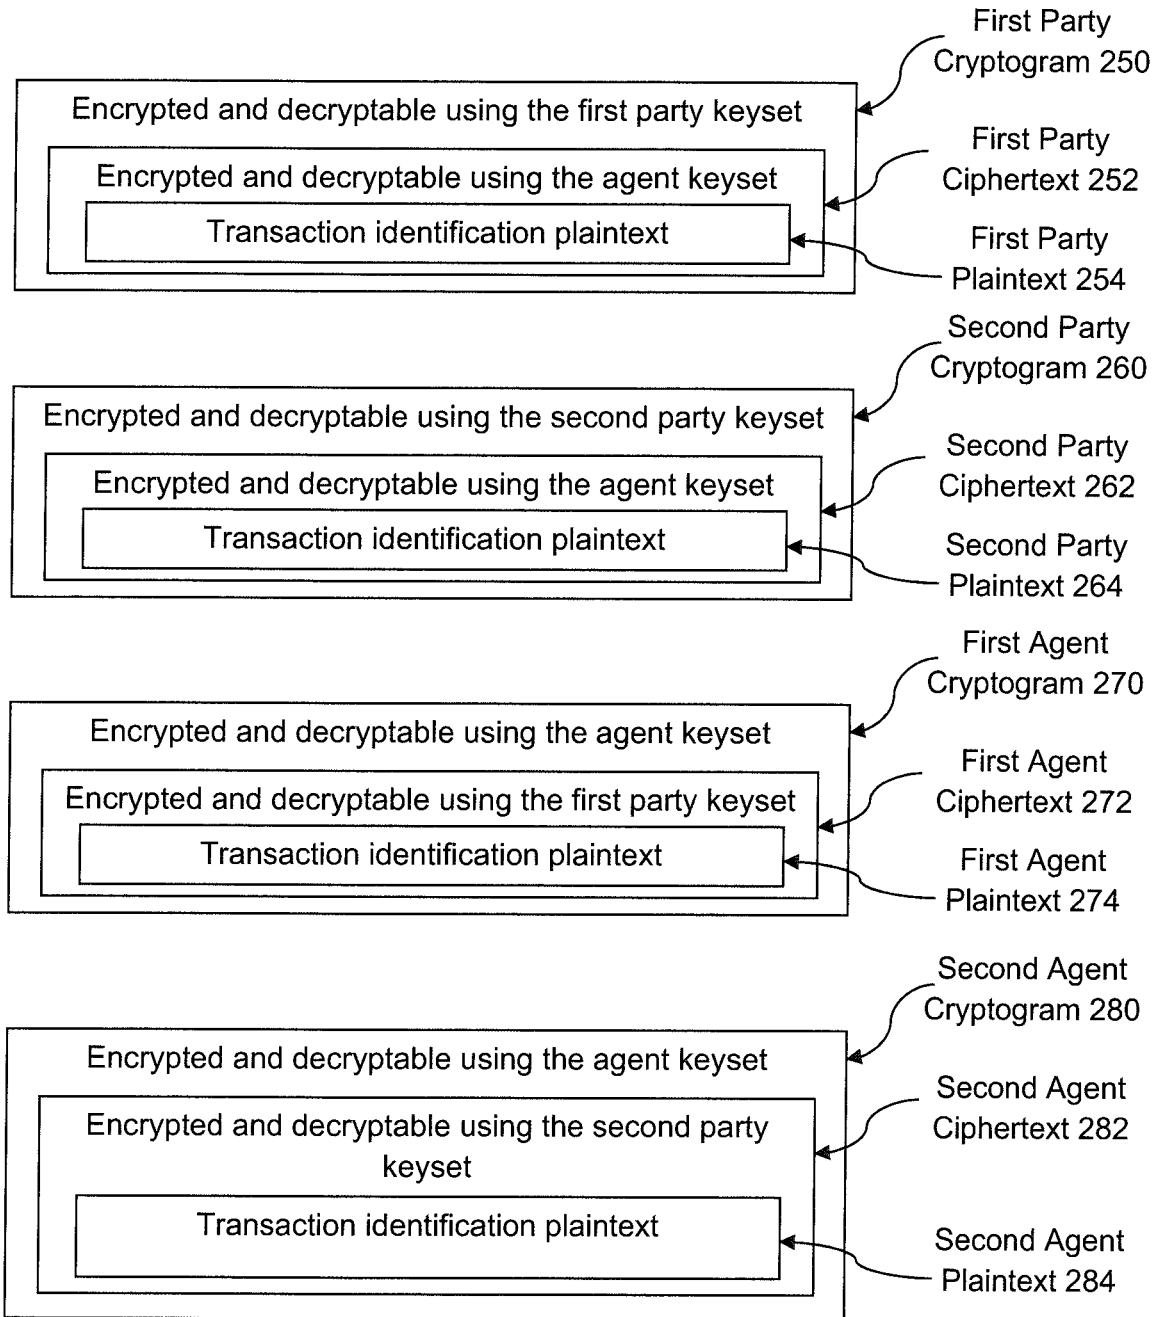 First Party
Cryptogram 250
Encrypted and decryptable using the first party keyset
First Party
Ciphertext 252
Encrypted and decryptable using the agent keyset
Transaction identification plaintext
First Party
Plaintext 254
Second Party
Cryptogram 260
Encrypted and decryptable using the second party keyset
Second Party
Ciphertext 262
Encrypted and decryptable using the agent keyset
Transaction identification plaintext
Second Party
Plaintext 264
First Agent
Cryptogram 270
Encrypted and decryptable using the agent keyset
First Agent
Ciphertext 272
Encrypted and decryptable using the first party keyset
Transaction identification plaintext
First Agent
Plaintext 274
Second Agent
Cryptogram 280
Encrypted and decryptable using the agent keyset
Second Agent
Ciphertext 282
Encrypted and decryptable using the second party
keyset
Transaction identification plaintext
Second Agent
Plaintext 284